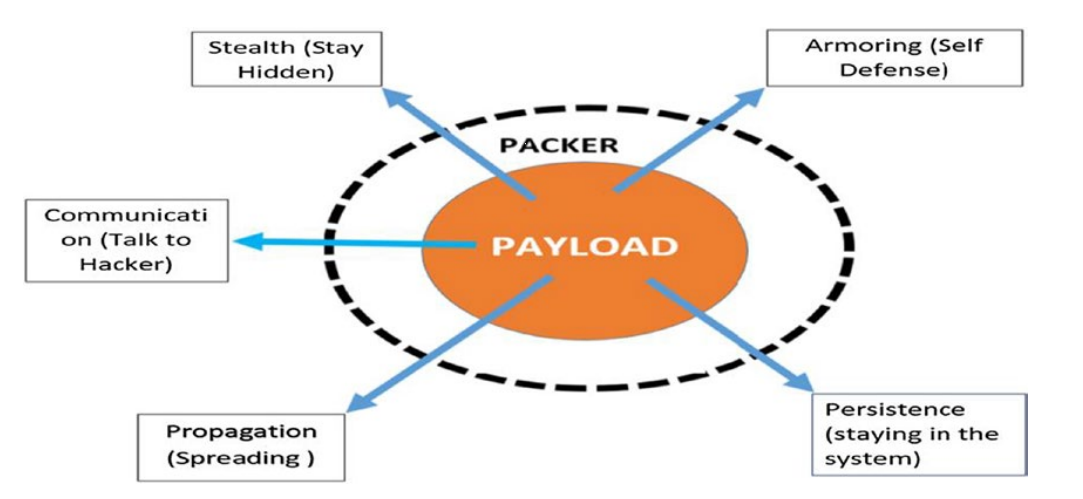 Stealth (Stay
Hidden)
Armoring (Self
Defense)
PACKER
Communicati
on (Talk to
Hacker)
PAYLOAD
Propagation
(Spreading )
Persistence
(staying in the
system)